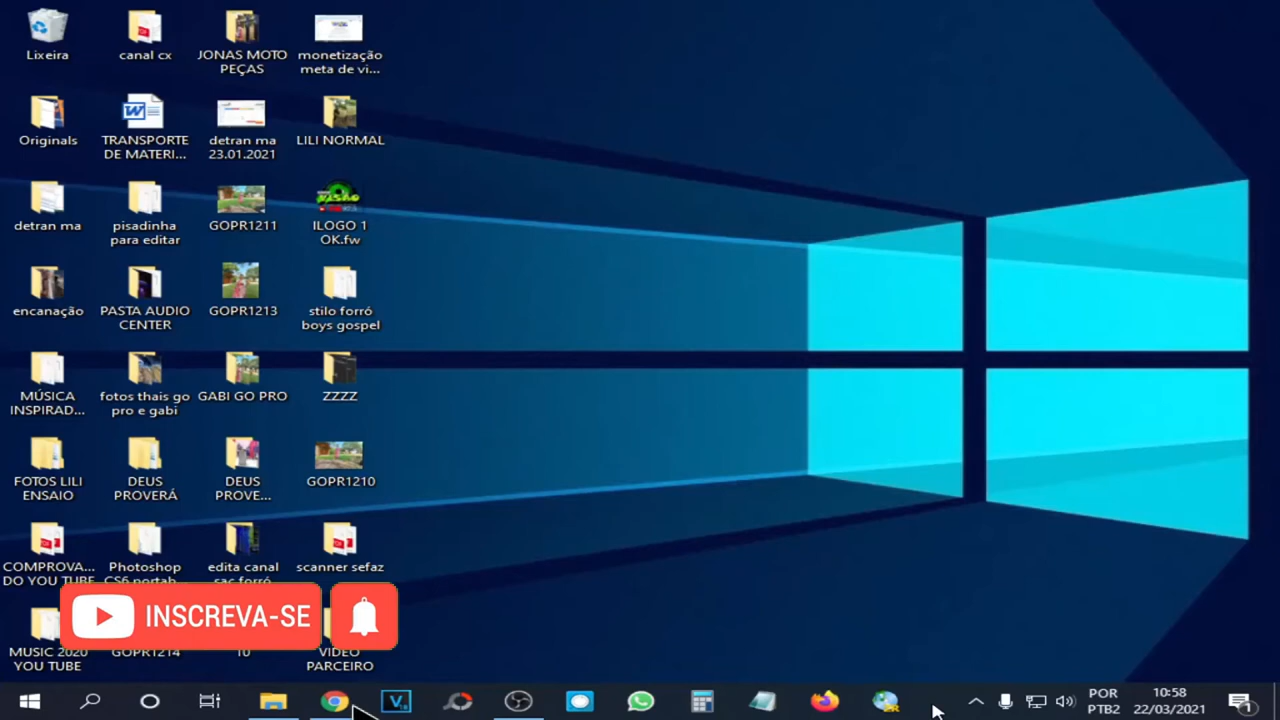 Lixeira
canal cx
JONAS MOTO
PEÇAS
monetização
meta de vi...
Originals
TRANSPORTE
DE MATERI...
detran ma
23.01.2021
LILI NORMAL
detran ma
pisadinha
para editar
GOPR1211
ILOGO 1
OK.fw
encanação
PASTA AUDIO
CENTER
GOPR1213
stilo forró
boys gospel
MÚSICA
INSPIRAD...
fotos thais go
pro e gabi
GABI GO PRO
ZZZZ
FOTOS LILI
ENSAIO
DEUS
PROVERÁ
DEUS
PROVE...
GOPR1210
COMPROVA...
DO YOU TUBE
Photoshop
CS6 portab...
edita canal
sac forró
scanner sefaz
INSCREVA-SE
MUSIC 2020
YOU TUBE
GOPR1214
10
VIDEO
PARCEIRO
POR
PTB2
10:58
22/03/2021
1